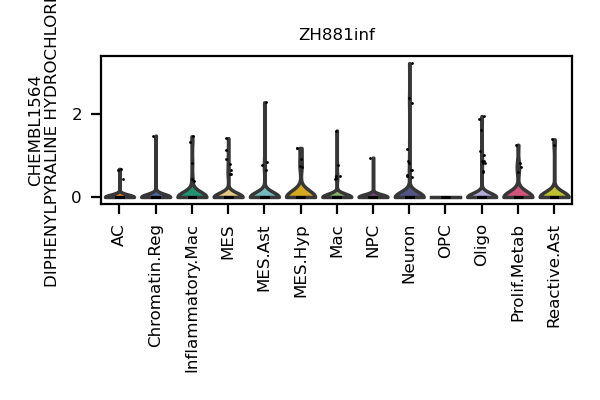 ZH881inf
CHEMBL1564
DIPHENYLPYRALINE HYDROCHLORI
2
0
AC
Chromatin.Reg
Inflammatory.Mac
MES
MES.Ast
MES.Hyp
Mac
NPC
Neuron
OPC
Oligo
Prolif.Metab
Reactive.Ast